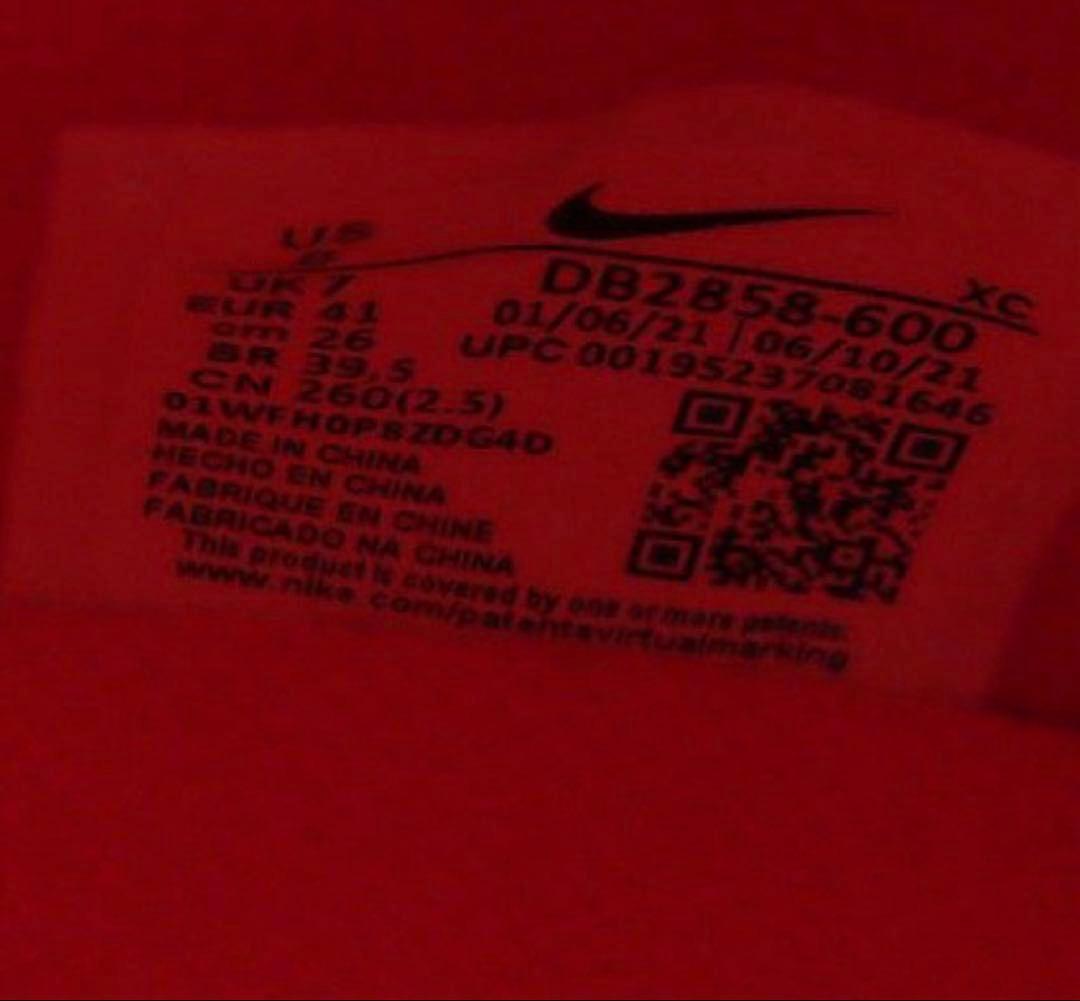 US
UK 7
EUR 41
cm 26
BR 39,5
CN 260(2.5)
01WFH0P8ZDG4D
MADE IN CHINA
HECHO EN CHINA
FABRIQUE EN CHINE
FABRICADO NA CHINA
This product is covered by one or more patents.
www.nike.com/patentsvirtualmarking
XC
DB2858-600
01/06/21 | 06/10/21
UPC 00195237081646